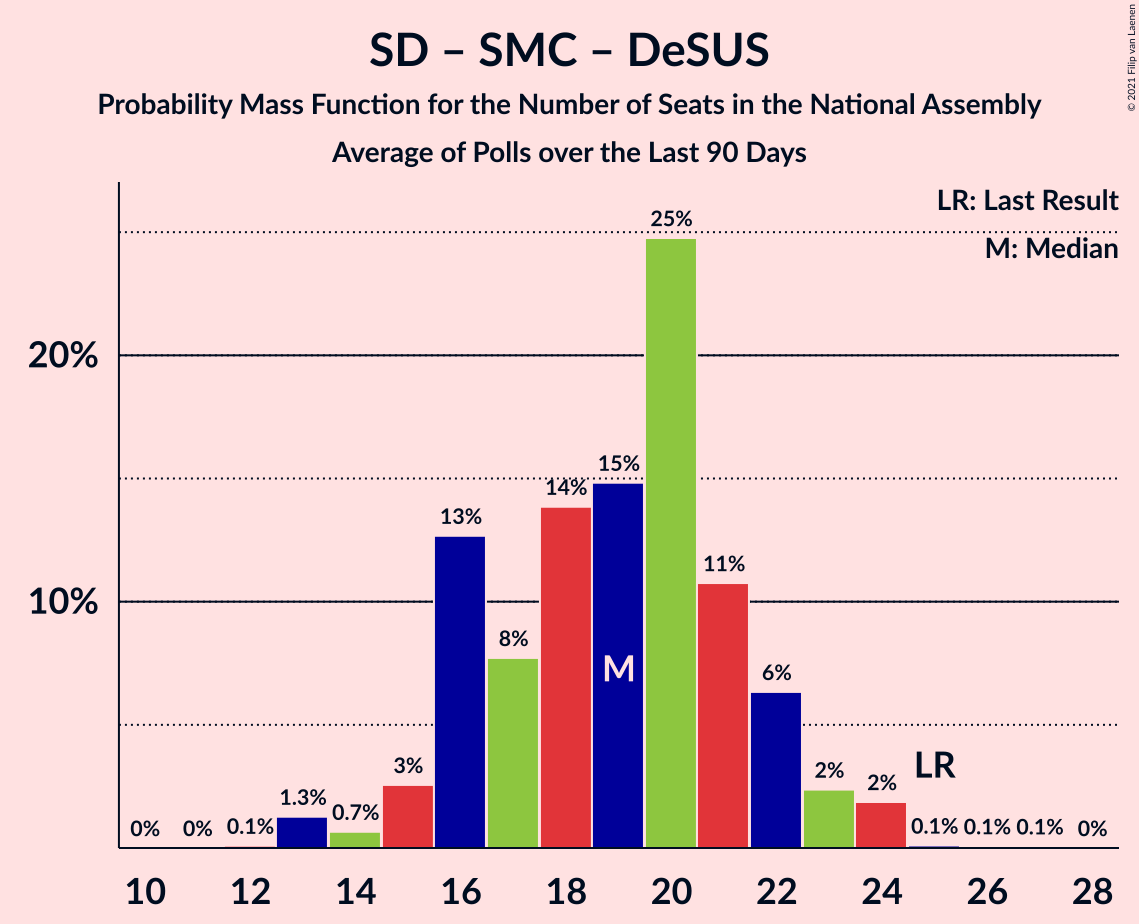 SD – SMC – DeSUS
Probability Mass Function for the Number of Seats in the National Assembly
Average of Polls over the Last 90 Days
© 2021 Filip van Laenen
LR: Last Result
M: Median
20%
10%
0%
0%
0.1%
1.3%
0.7%
3%
13%
8%
14%
15%
25%
11%
6%
2%
2%
0.1%
0.1%
0.1%
0%
M
LR
10 12 14 16 18 20 22 24 26 28